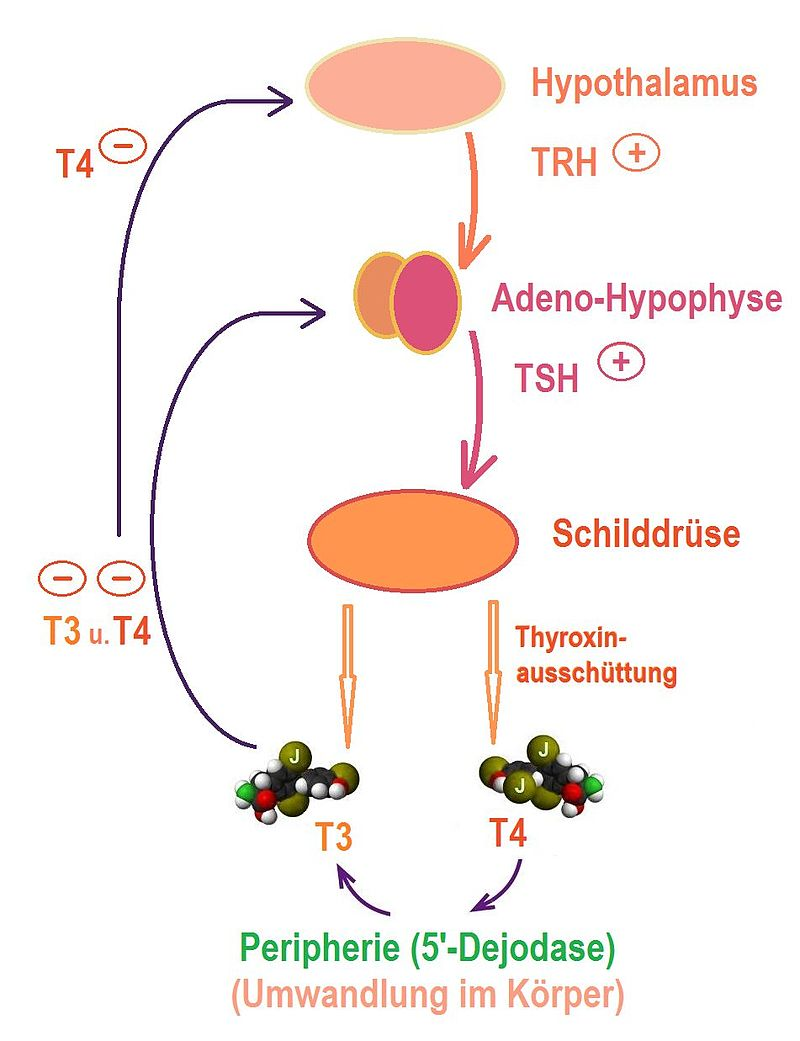 Hypothalamus
T4 −
TRH +
Adeno-Hypophyse
TSH +
Schilddrüse
− −
T3 u. T4
Thyroxin-
ausschüttung
J
J
J
T3
T4
Peripherie (5'-Dejodase)
(Umwandlung im Körper)